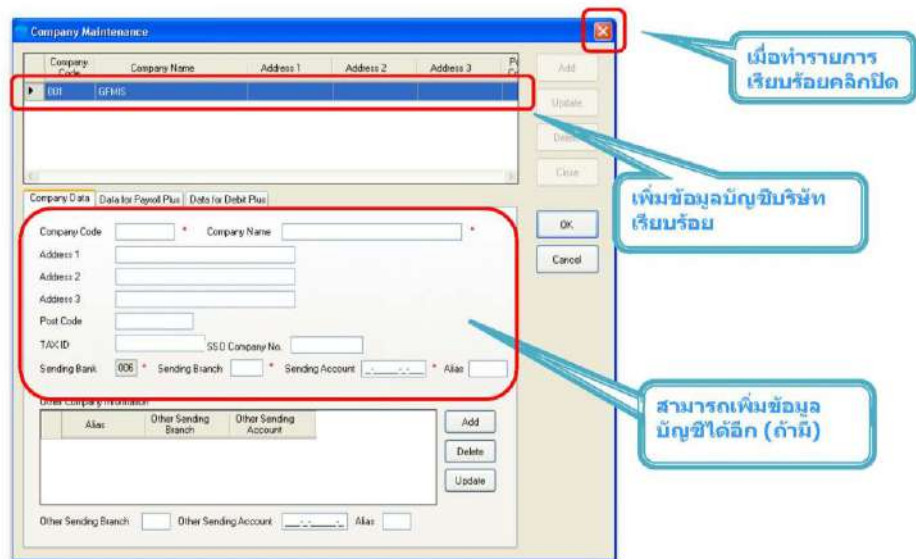 Company Maintenance
Company Code Company Name Address 1 Address 2 Address 3
001 GFMIS
Add
Update
Delete
Close
เมื่อทำรายการ
เรียบร้อยคลิกปิด
เพิ่มข้อมูลบัญชีบริษัท
เรียบร้อย
Company Data Data for Payroll Plus Data for Debit Plus
Company Code * Company Name *
OK
Address 1
Cancel
Address 2
Address 3
Post Code
TAX ID SSO Company No.
Sending Bank 006 * Sending Branch * Sending Account * Alias
สามารถเพิ่มข้อมูล
บัญชีได้อีก (ถ้ามี)
Other Company Information
Alias Other Sending Branch Other Sending Account
Add
Delete
Update
Other Sending Branch Other Sending Account Alias